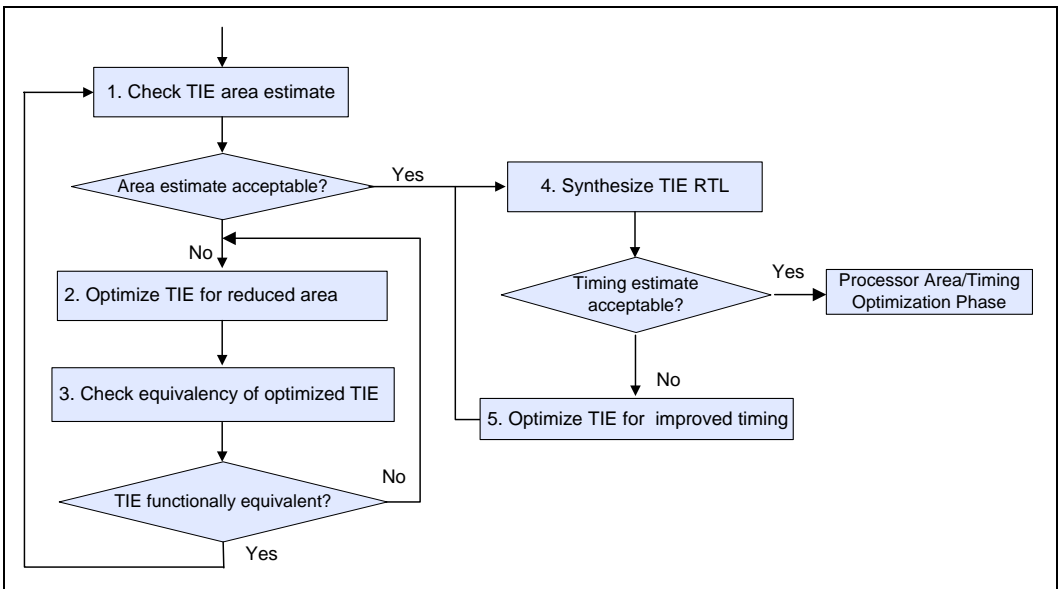 1. Check TIE area estimate
Area estimate acceptable?
Yes
No
2. Optimize TIE for reduced area
3. Check equivalency of optimized TIE
TIE functionally equivalent?
No
Yes
4. Synthesize TIE RTL
Timing estimate
acceptable?
Yes
Processor Area/Timing
Optimization Phase
No
5. Optimize TIE for improved timing